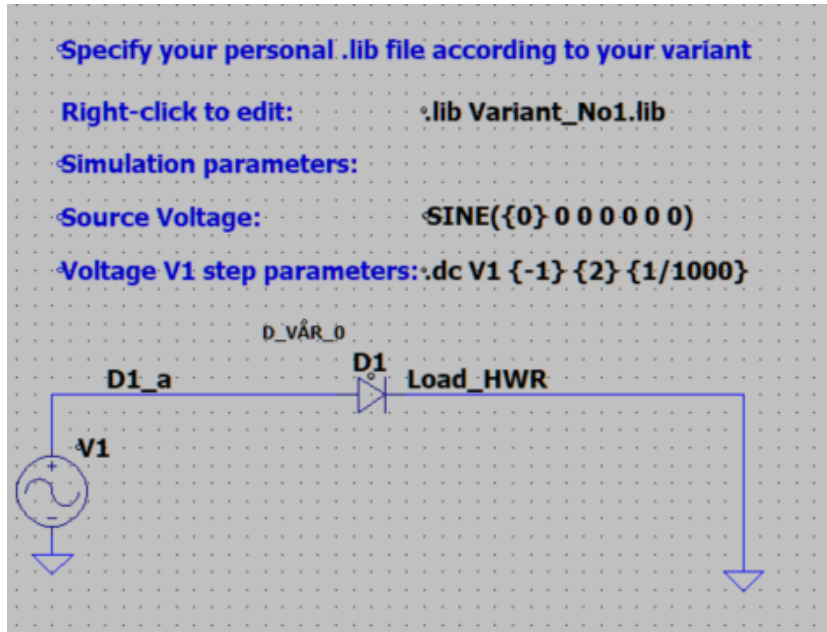 Specify your personal .lib file according to your variant
Right-click to edit: .lib Variant_No1.lib
Simulation parameters:
Source Voltage: SINE({0} 0 0 0 0 0 0)
Voltage V1 step parameters: .dc V1 {-1} {2} {1/1000}
D_VÅR_0
D1
D1_a Load_HWR
V1